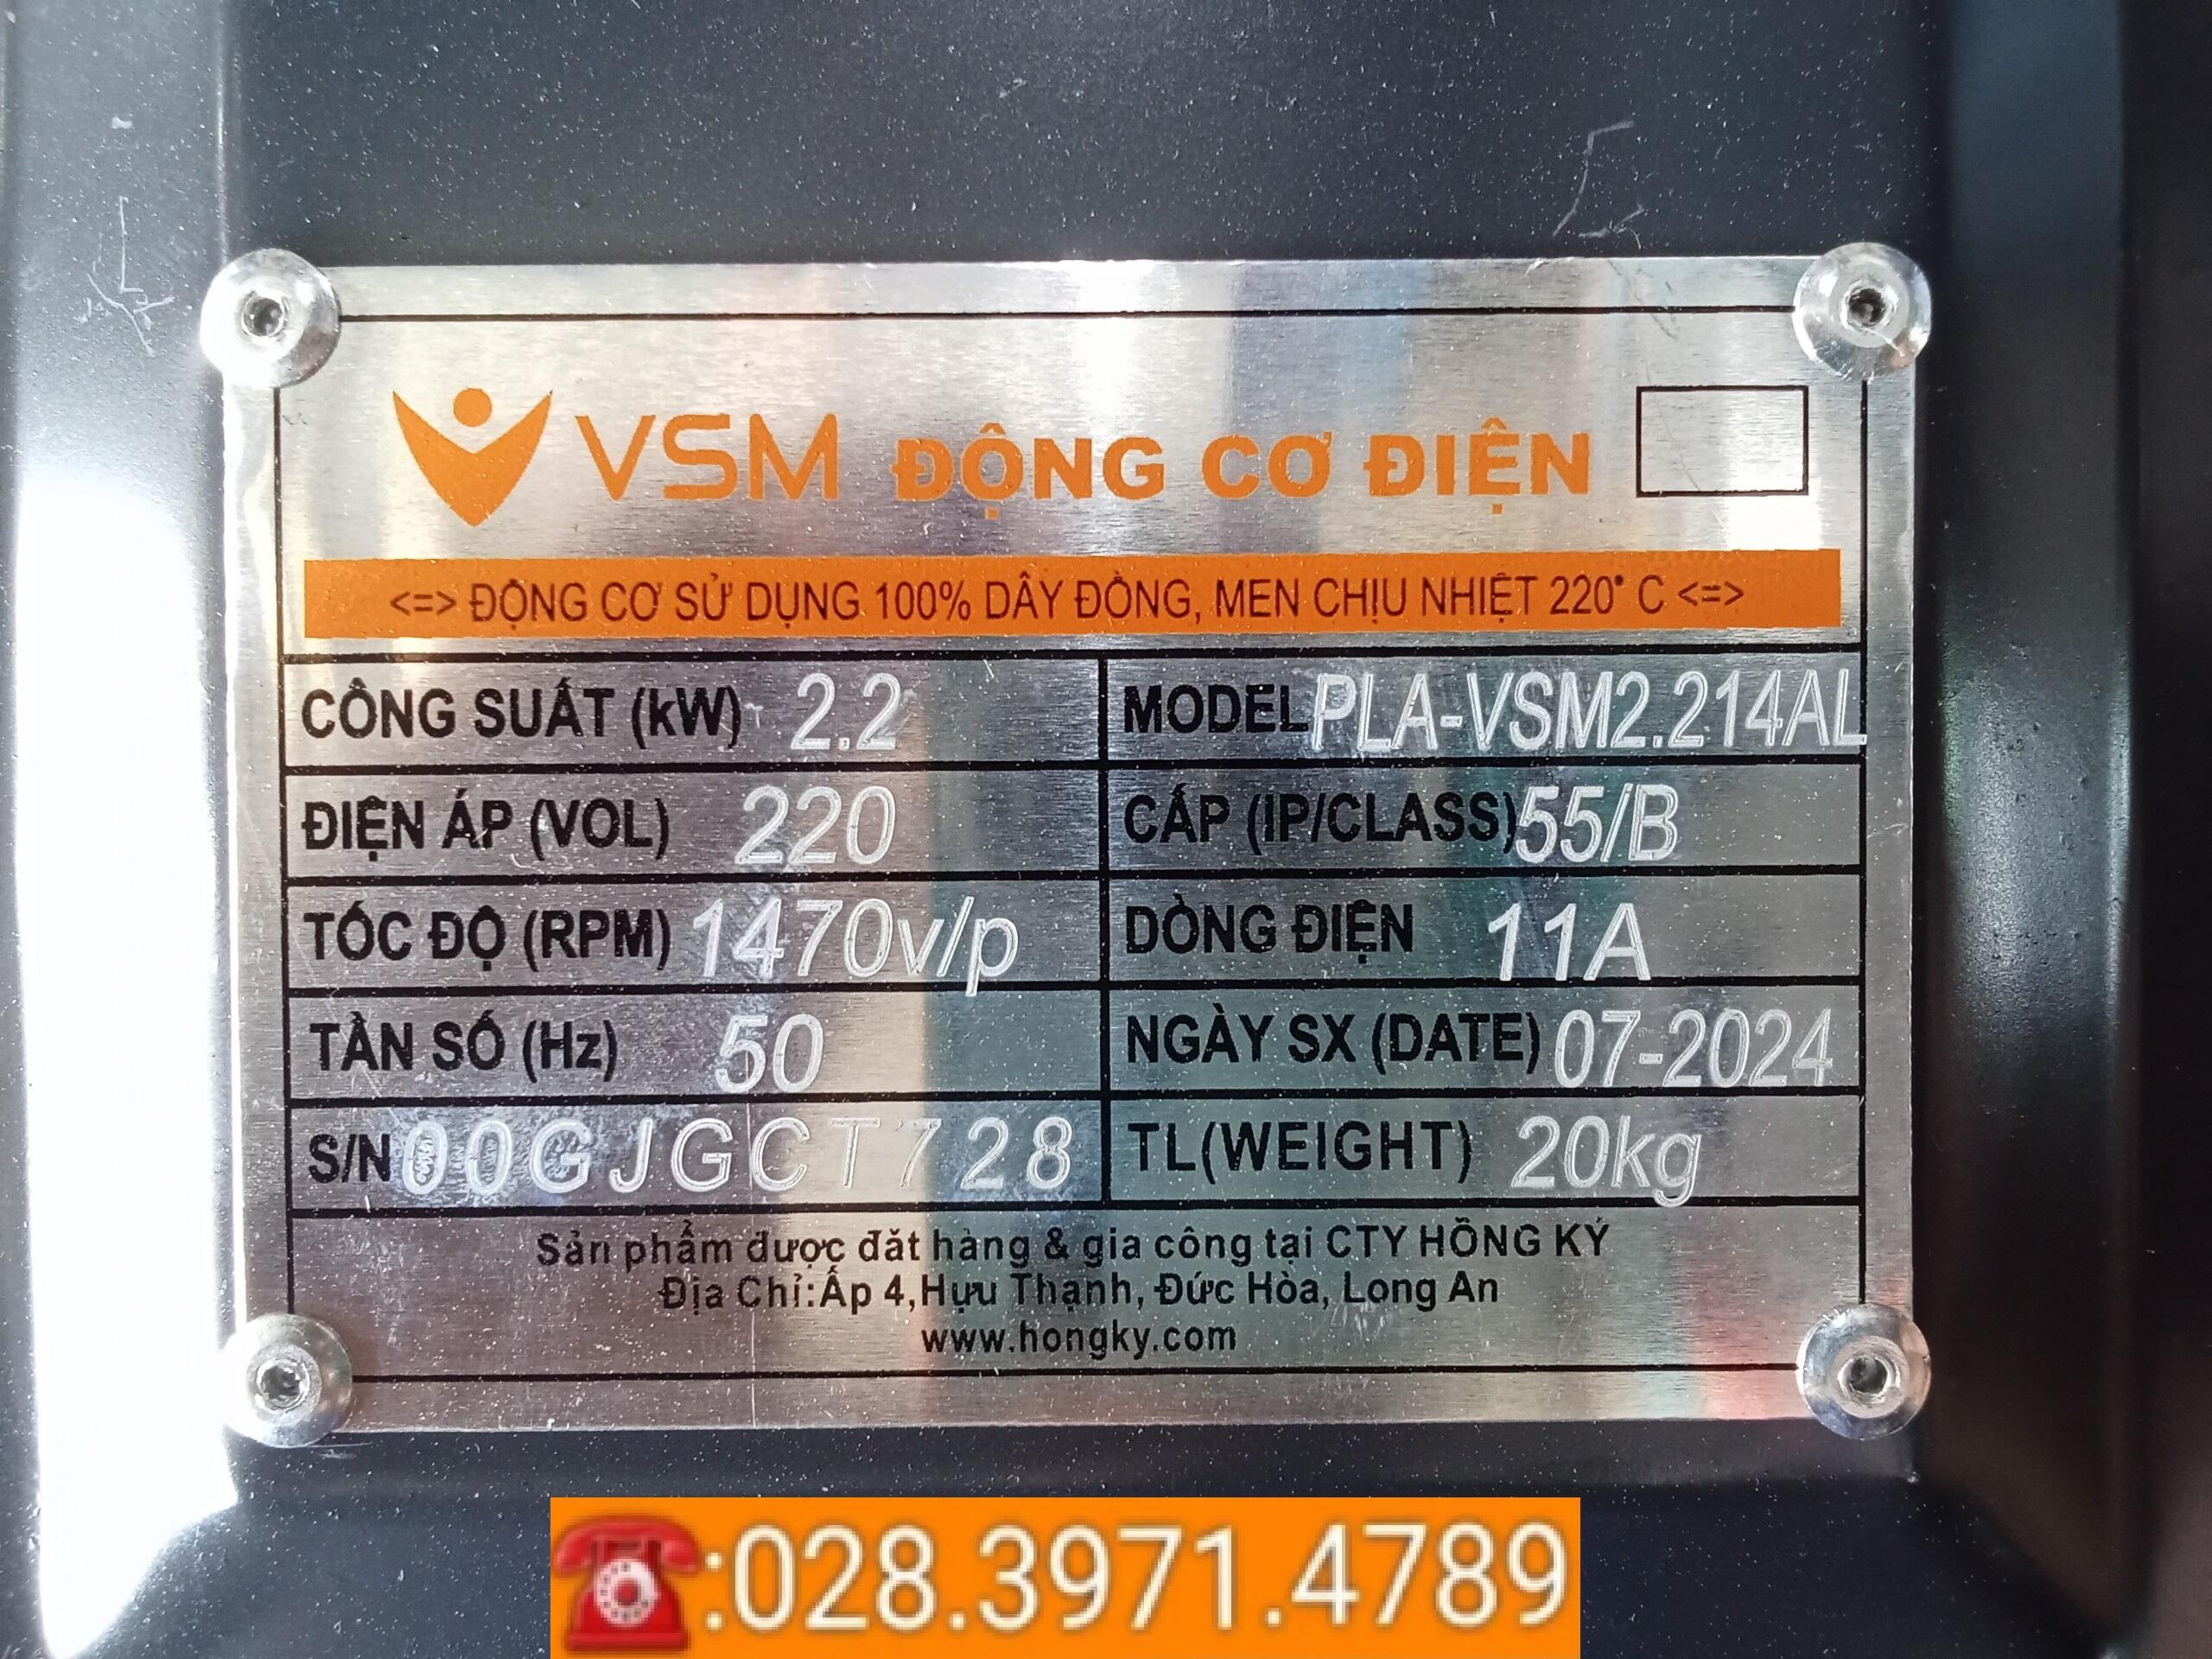 VSM ĐỘNG CƠ ĐIỆN
<=> ĐỘNG CƠ SỬ DỤNG 100% DÂY ĐỒNG, MEN CHỊU NHIỆT 220° C <=>
CÔNG SUẤT (kW) 2.2 MODEL PLA-VSM2.214AL
ĐIỆN ÁP (VOL) 220 CẤP (IP/CLASS) 55/B
TỐC ĐỘ (RPM) 1470v/p DÒNG ĐIỆN 11A
TẦN SỐ (Hz) 50 NGÀY SX (DATE) 07-2024
S/N 00GJGCT728 TL(WEIGHT) 20kg
Sản phẩm được đặt hàng & gia công tại CTY HỒNG KÝ
Địa Chỉ:Ấp 4,Hựu Thạnh, Đức Hòa, Long An
www.hongky.com
☎:028.3971.4789